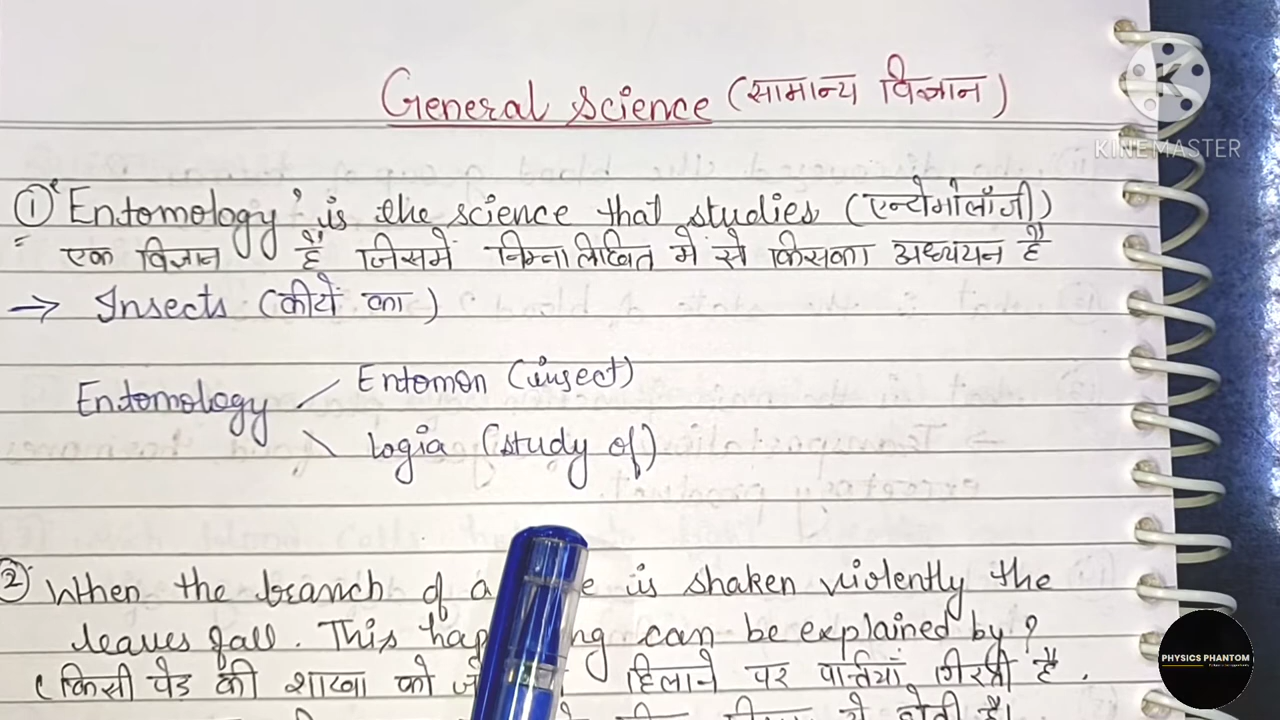 General Science (सामान्य विज्ञान)
KINEMASTER
① 'Entomology' is the science that studies (एन्टोमोलॉजी)
एक विज्ञान है जिसमें निम्नलिखित में से किसका अध्ययन है
→ Insects (कीटों का)
Entomology
Entomon (insect)
logia (study of)
② When the branch of a is shaken violently the
leaves fall. This can be explained by?
(किसी पेड की शाखा को हिलाने पर पत्तियां गिरती है.
होती है।
PHYSICS PHANTOM